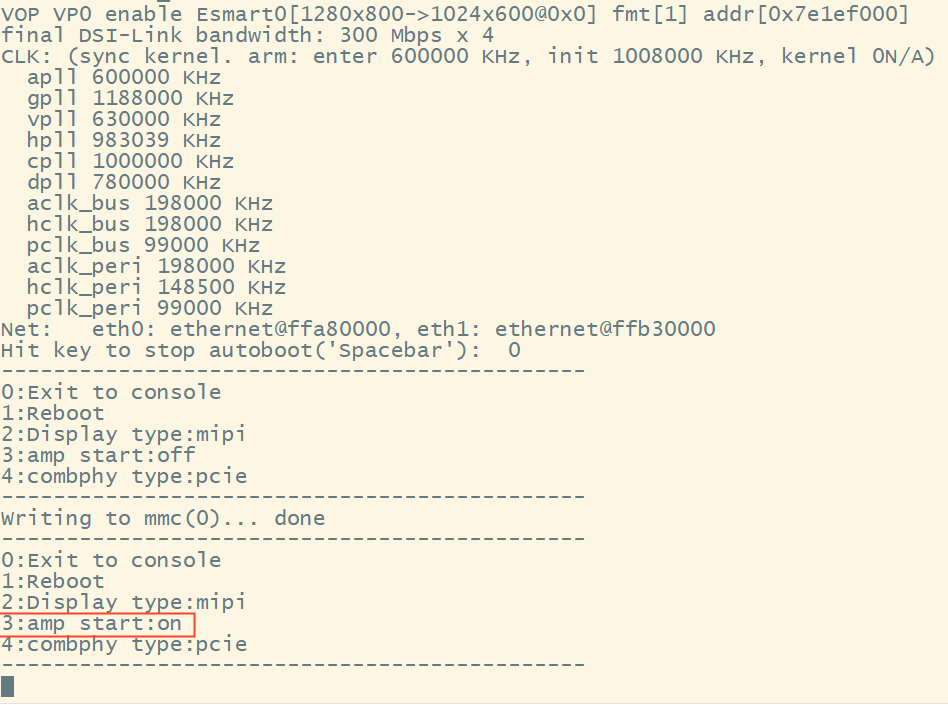 VOP VP0 enable Esmart0[1280x800->1024x600@0x0] fmt[1] addr[0x7e1ef000]
final DSI-Link bandwidth: 300 Mbps x 4
CLK: (sync kernel. arm: enter 600000 KHz, init 1008000 KHz, kernel 0N/A)
  apll 600000 KHz
  gpll 1188000 KHz
  vpll 630000 KHz
  hpll 983039 KHz
  cpll 1000000 KHz
  dpll 780000 KHz
  aclk_bus 198000 KHz
  hclk_bus 198000 KHz
  pclk_bus 99000 KHz
  aclk_peri 198000 KHz
  hclk_peri 148500 KHz
  pclk_peri 99000 KHz
Net:   eth0: ethernet@ffa80000, eth1: ethernet@ffb30000
Hit key to stop autoboot('Spacebar'):  0
---------------------------------------------
0:Exit to console
1:Reboot
2:Display type:mipi
3:amp start:off
4:combphy type:pcie
---------------------------------------------
Writing to mmc(0)... done
---------------------------------------------
0:Exit to console
1:Reboot
2:Display type:mipi
3:amp start:on
4:combphy type:pcie
---------------------------------------------